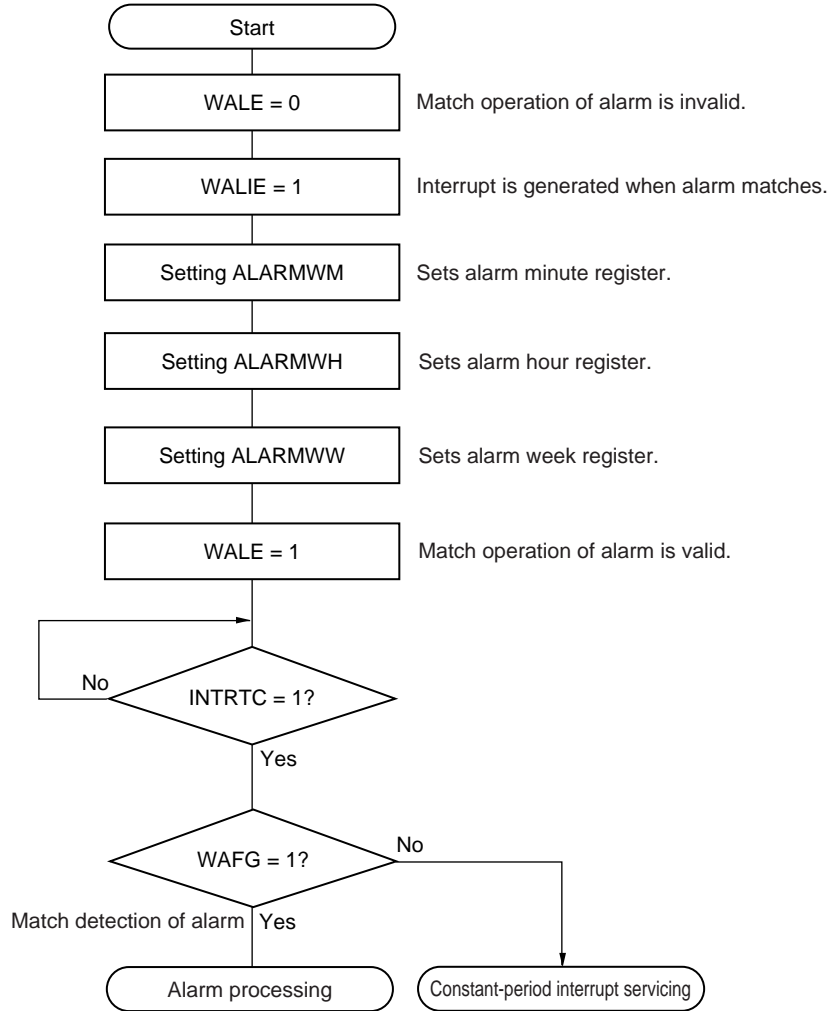 Start
WALE = 0
Match operation of alarm is invalid.
WALIE = 1
Interrupt is generated when alarm matches.
Setting ALARMWM
Sets alarm minute register.
Setting ALARMWH
Sets alarm hour register.
Setting ALARMWW
Sets alarm week register.
WALE = 1
Match operation of alarm is valid.
No
INTRTC = 1?
Yes
WAFG = 1?
No
Match detection of alarm
Yes
Alarm processing
Constant-period interrupt servicing